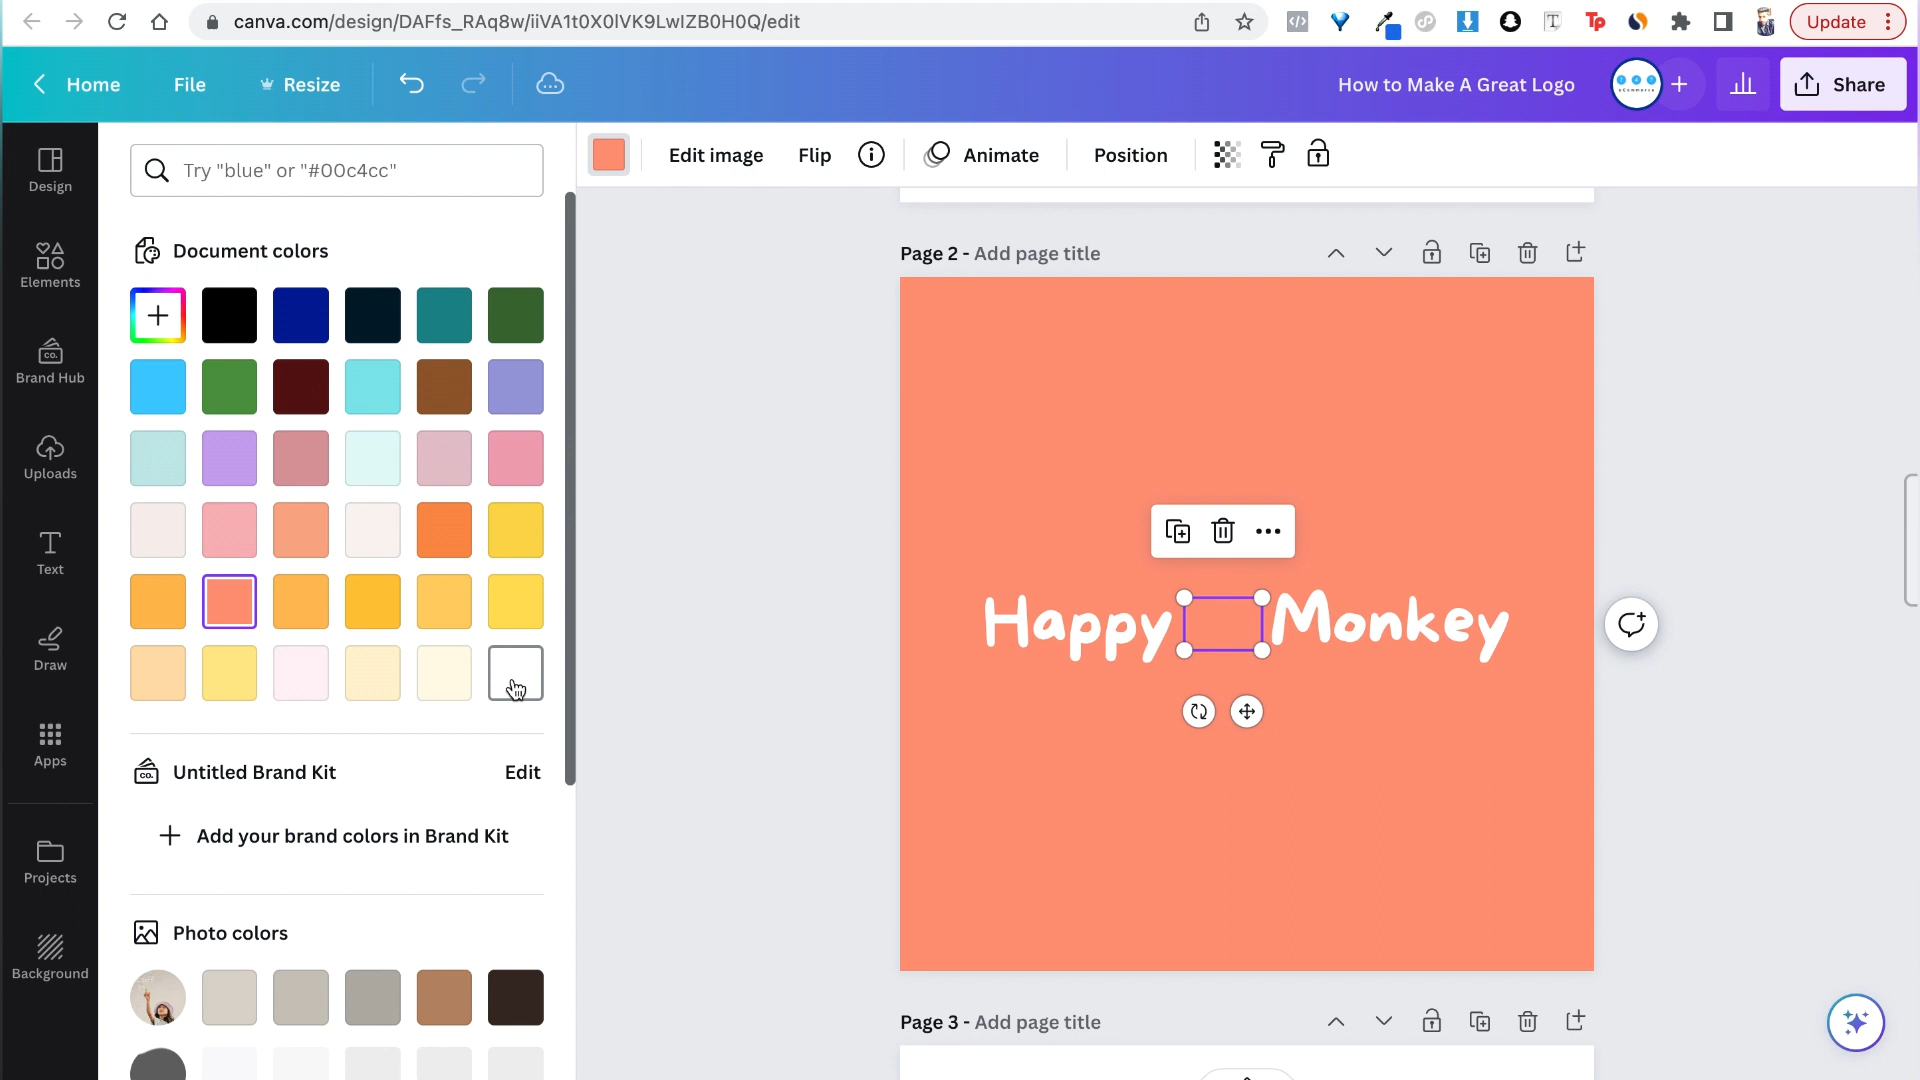 canva.com/design/DAFfs_RAq8w/iiVA1t0X0lVK9LwIZB0H0Q/edit
Update
Home
File
Resize
How to Make A Great Logo
Share
Design
Elements
Brand Hub
Uploads
Text
Draw
Apps
Projects
Background
Try "blue" or "#00c4cc"
Document colors
Untitled Brand Kit
Edit
Add your brand colors in Brand Kit
Photo colors
Edit image
Flip
Animate
Position
Page 2 - Add page title
Happy Monkey
Page 3 - Add page title